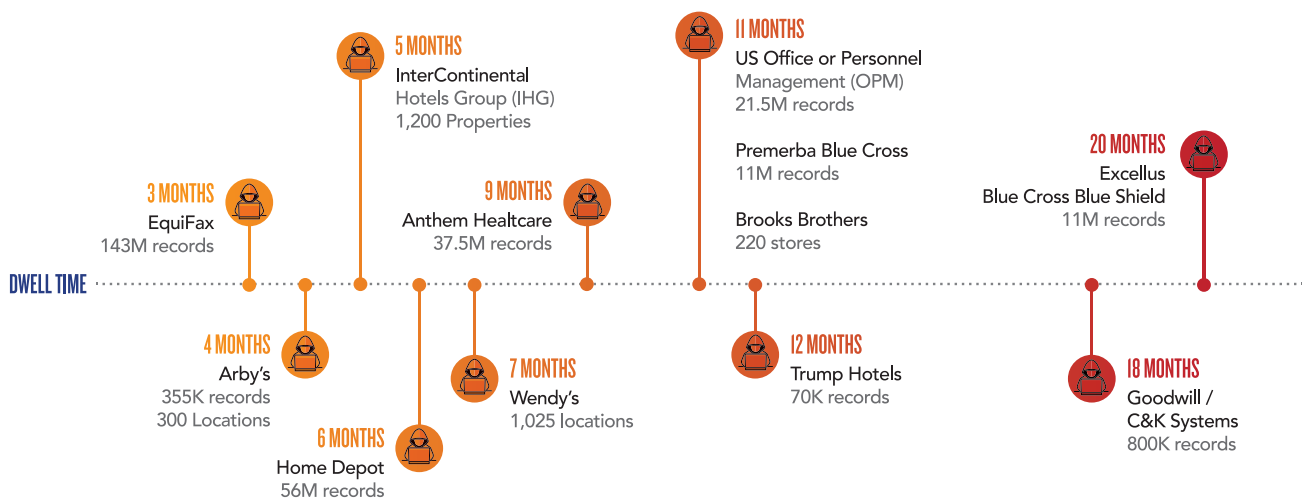 5 MONTHS
InterContinental
Hotels Group (IHG)
1,200 Properties
11 MONTHS
US Office or Personnel
Management (OPM)
21.5M records
Premerba Blue Cross
11M records
Brooks Brothers
220 stores
20 MONTHS
Excellus
Blue Cross Blue Shield
11M records
3 MONTHS
EquiFax
143M records
9 MONTHS
Anthem Healtcare
37.5M records
DWELL TIME
4 MONTHS
Arby's
355K records
300 Locations
6 MONTHS
Home Depot
56M records
7 MONTHS
Wendy's
1,025 locations
12 MONTHS
Trump Hotels
70K records
18 MONTHS
Goodwill /
C&K Systems
800K records